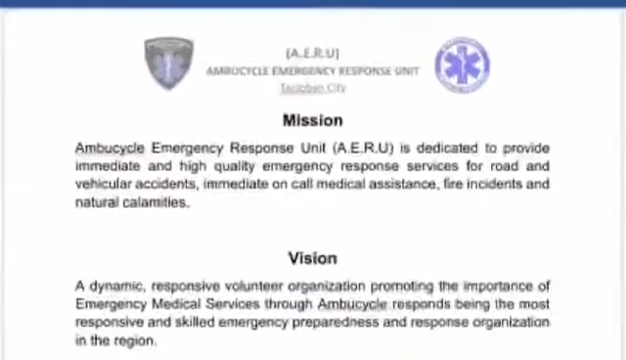 (A.E.R.U)
AMBUCYCLE EMERGENCY RESPONSE UNIT
Tacloban City
Mission
Ambucycle Emergency Response Unit (A.E.R.U) is dedicated to provide
immediate and high quality emergency response services for road and
vehicular accidents, immediate on call medical assistance, fire incidents and
natural calamities.
Vision
A dynamic, responsive volunteer organization promoting the importance of
Emergency Medical Services through Ambucycle responds being the most
responsive and skilled emergency preparedness and response organization
in the region.